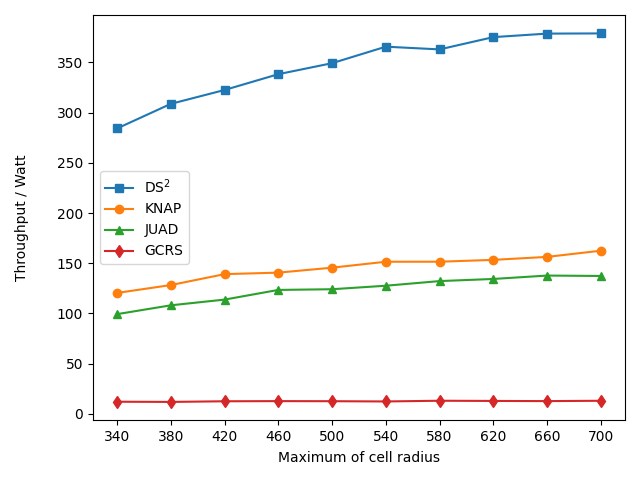 Throughput / Watt
350
300
250
200
150
100
50
0
DS²
KNAP
JUAD
GCRS
340 380 420 460 500 540 580 620 660 700
Maximum of cell radius